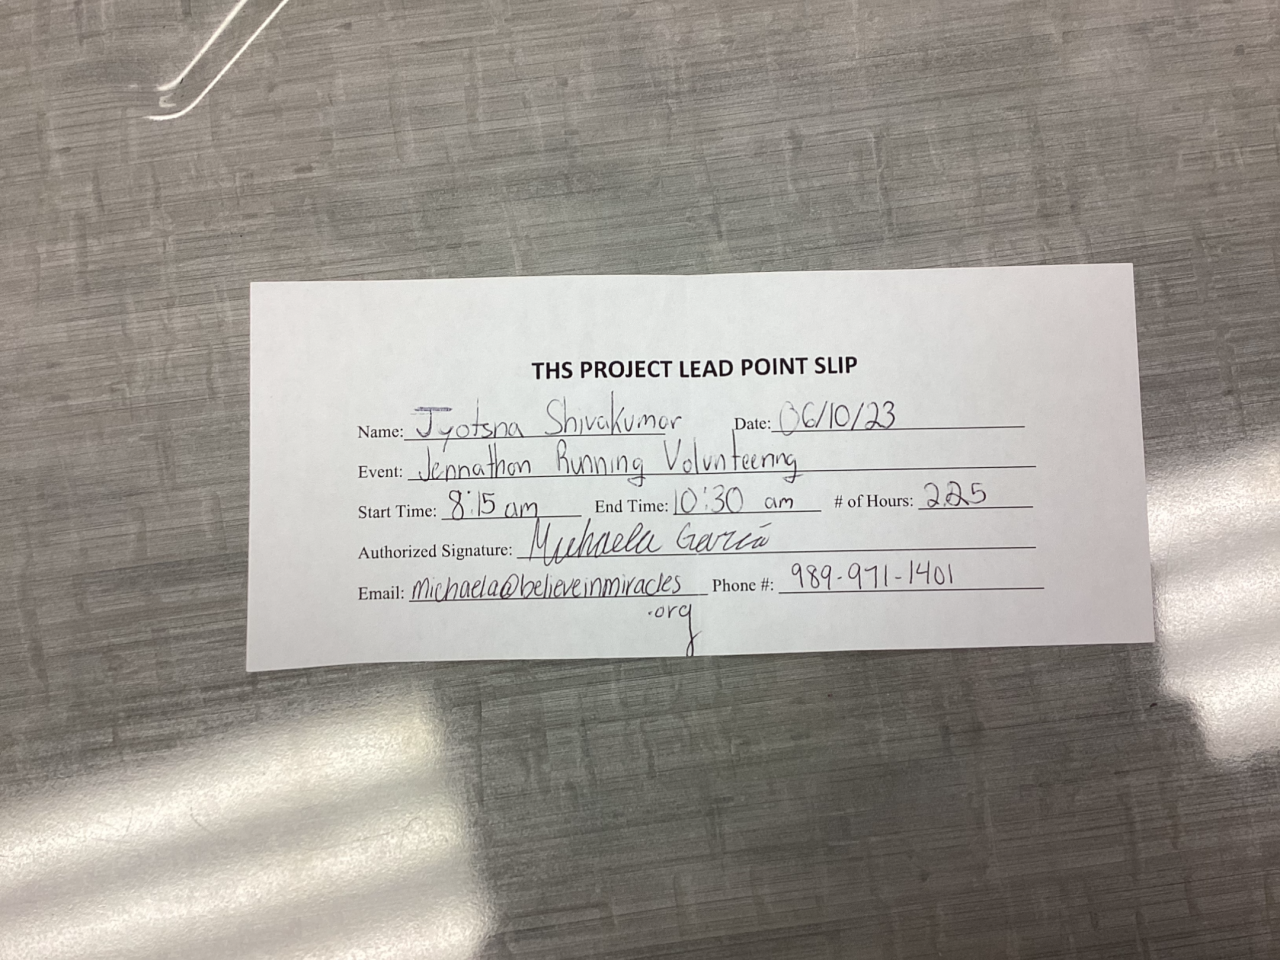 THS PROJECT LEAD POINT SLIP
Name: Jyotsna Shivakumar Date: 06/10/23
Event: Jennathon Running Volunteering
Start Time: 8:15 am End Time: 10:30 am # of Hours: 2.25
Authorized Signature: Michaela García
Email: Michaela@believeinmiracles Phone #: 989-971-1401
.org